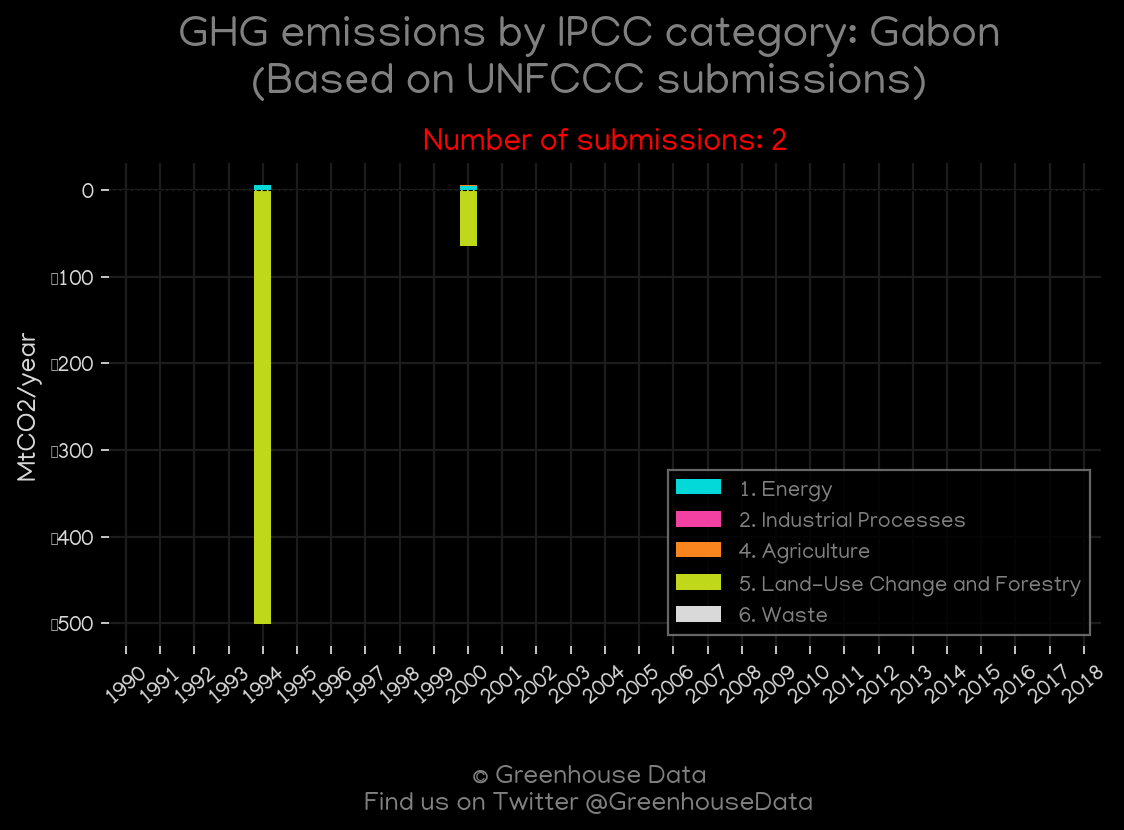 GHG emissions by IPCC category: Gabon
(Based on UNFCCC submissions)
Number of submissions: 2
MtCO2/year
0
▯100
▯200
▯300
▯400
▯500
1. Energy
2. Industrial Processes
4. Agriculture
5. Land-Use Change and Forestry
6. Waste
1990 1991 1992 1993 1994 1995 1996 1997 1998 1999 2000 2001 2002 2003 2004 2005 2006 2007 2008 2009 2010 2011 2012 2013 2014 2015 2016 2017 2018
© Greenhouse Data
Find us on Twitter @GreenhouseData